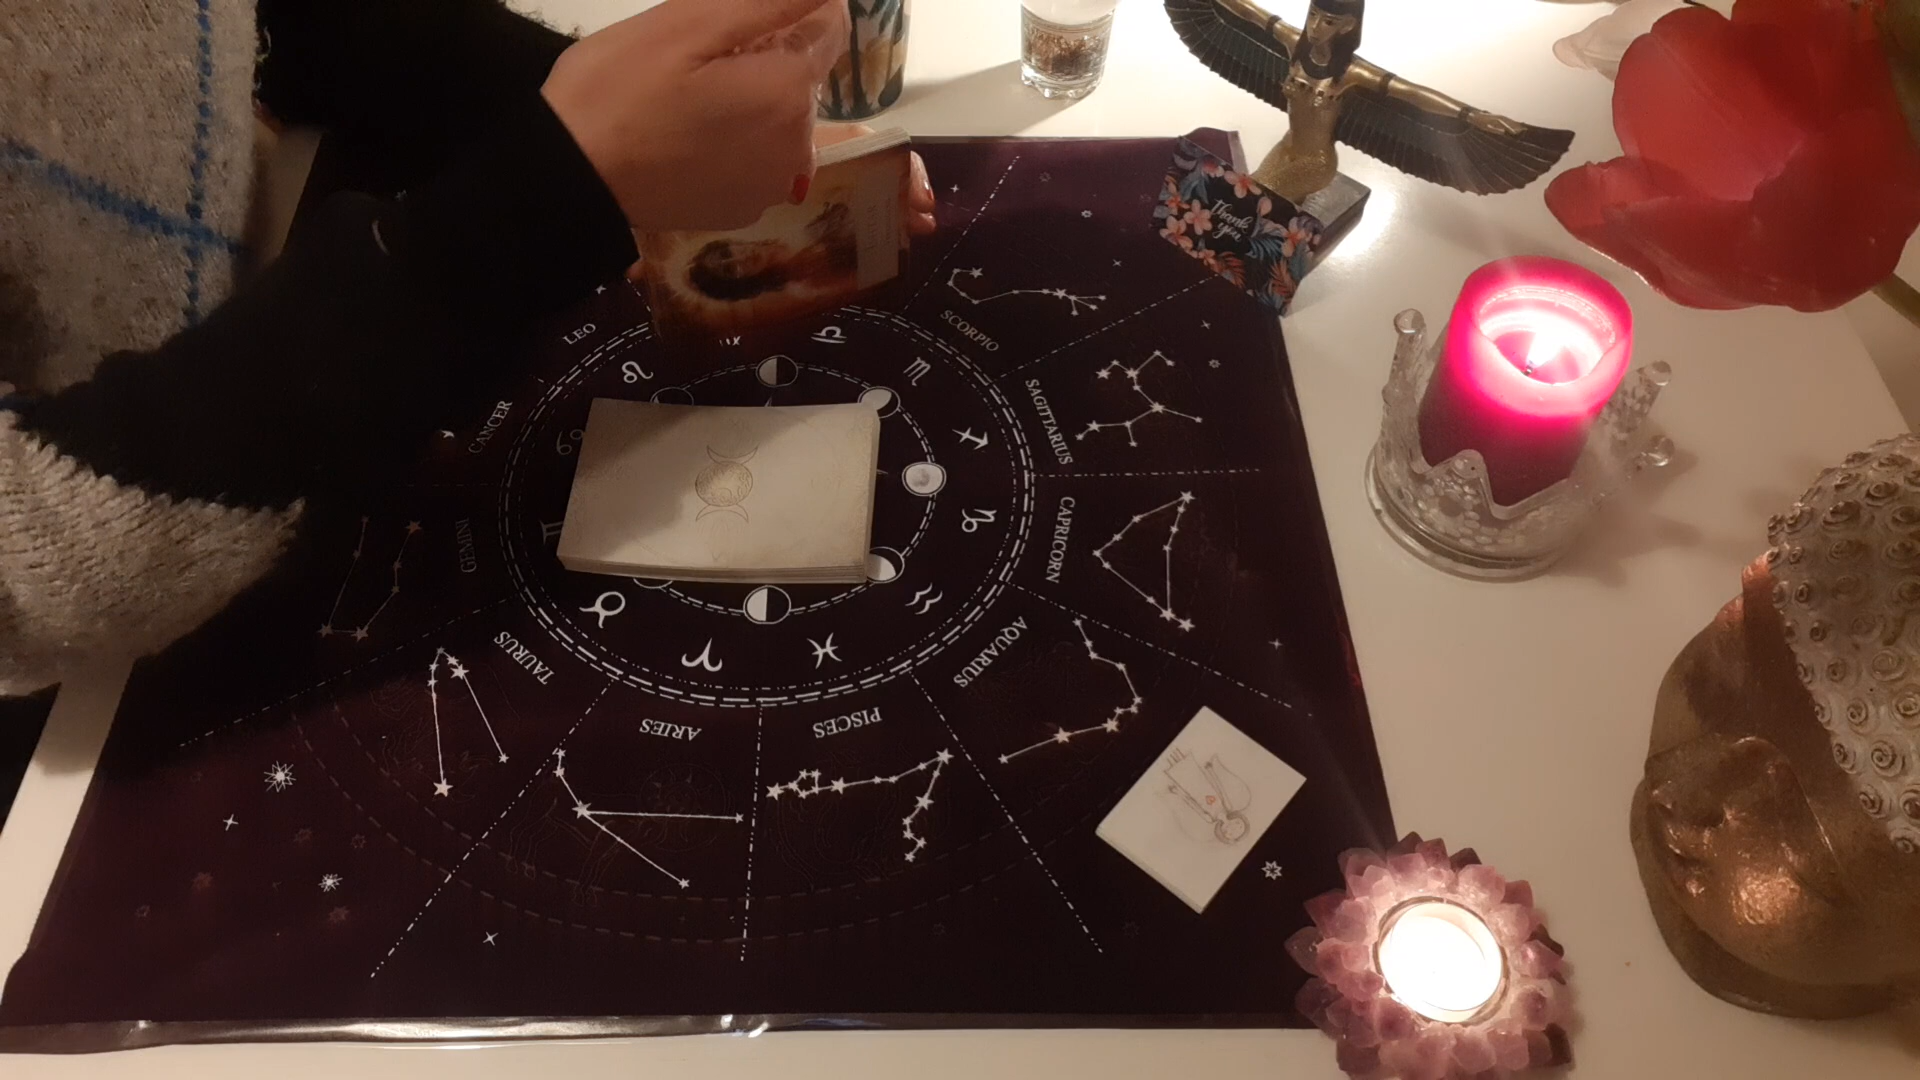 Thank
you
LEO
SCORPIO
CANCER
SAGITTARIUS
GEMINI
CAPRICORN
TAURUS
AQUARIUS
ARIES
PISCES